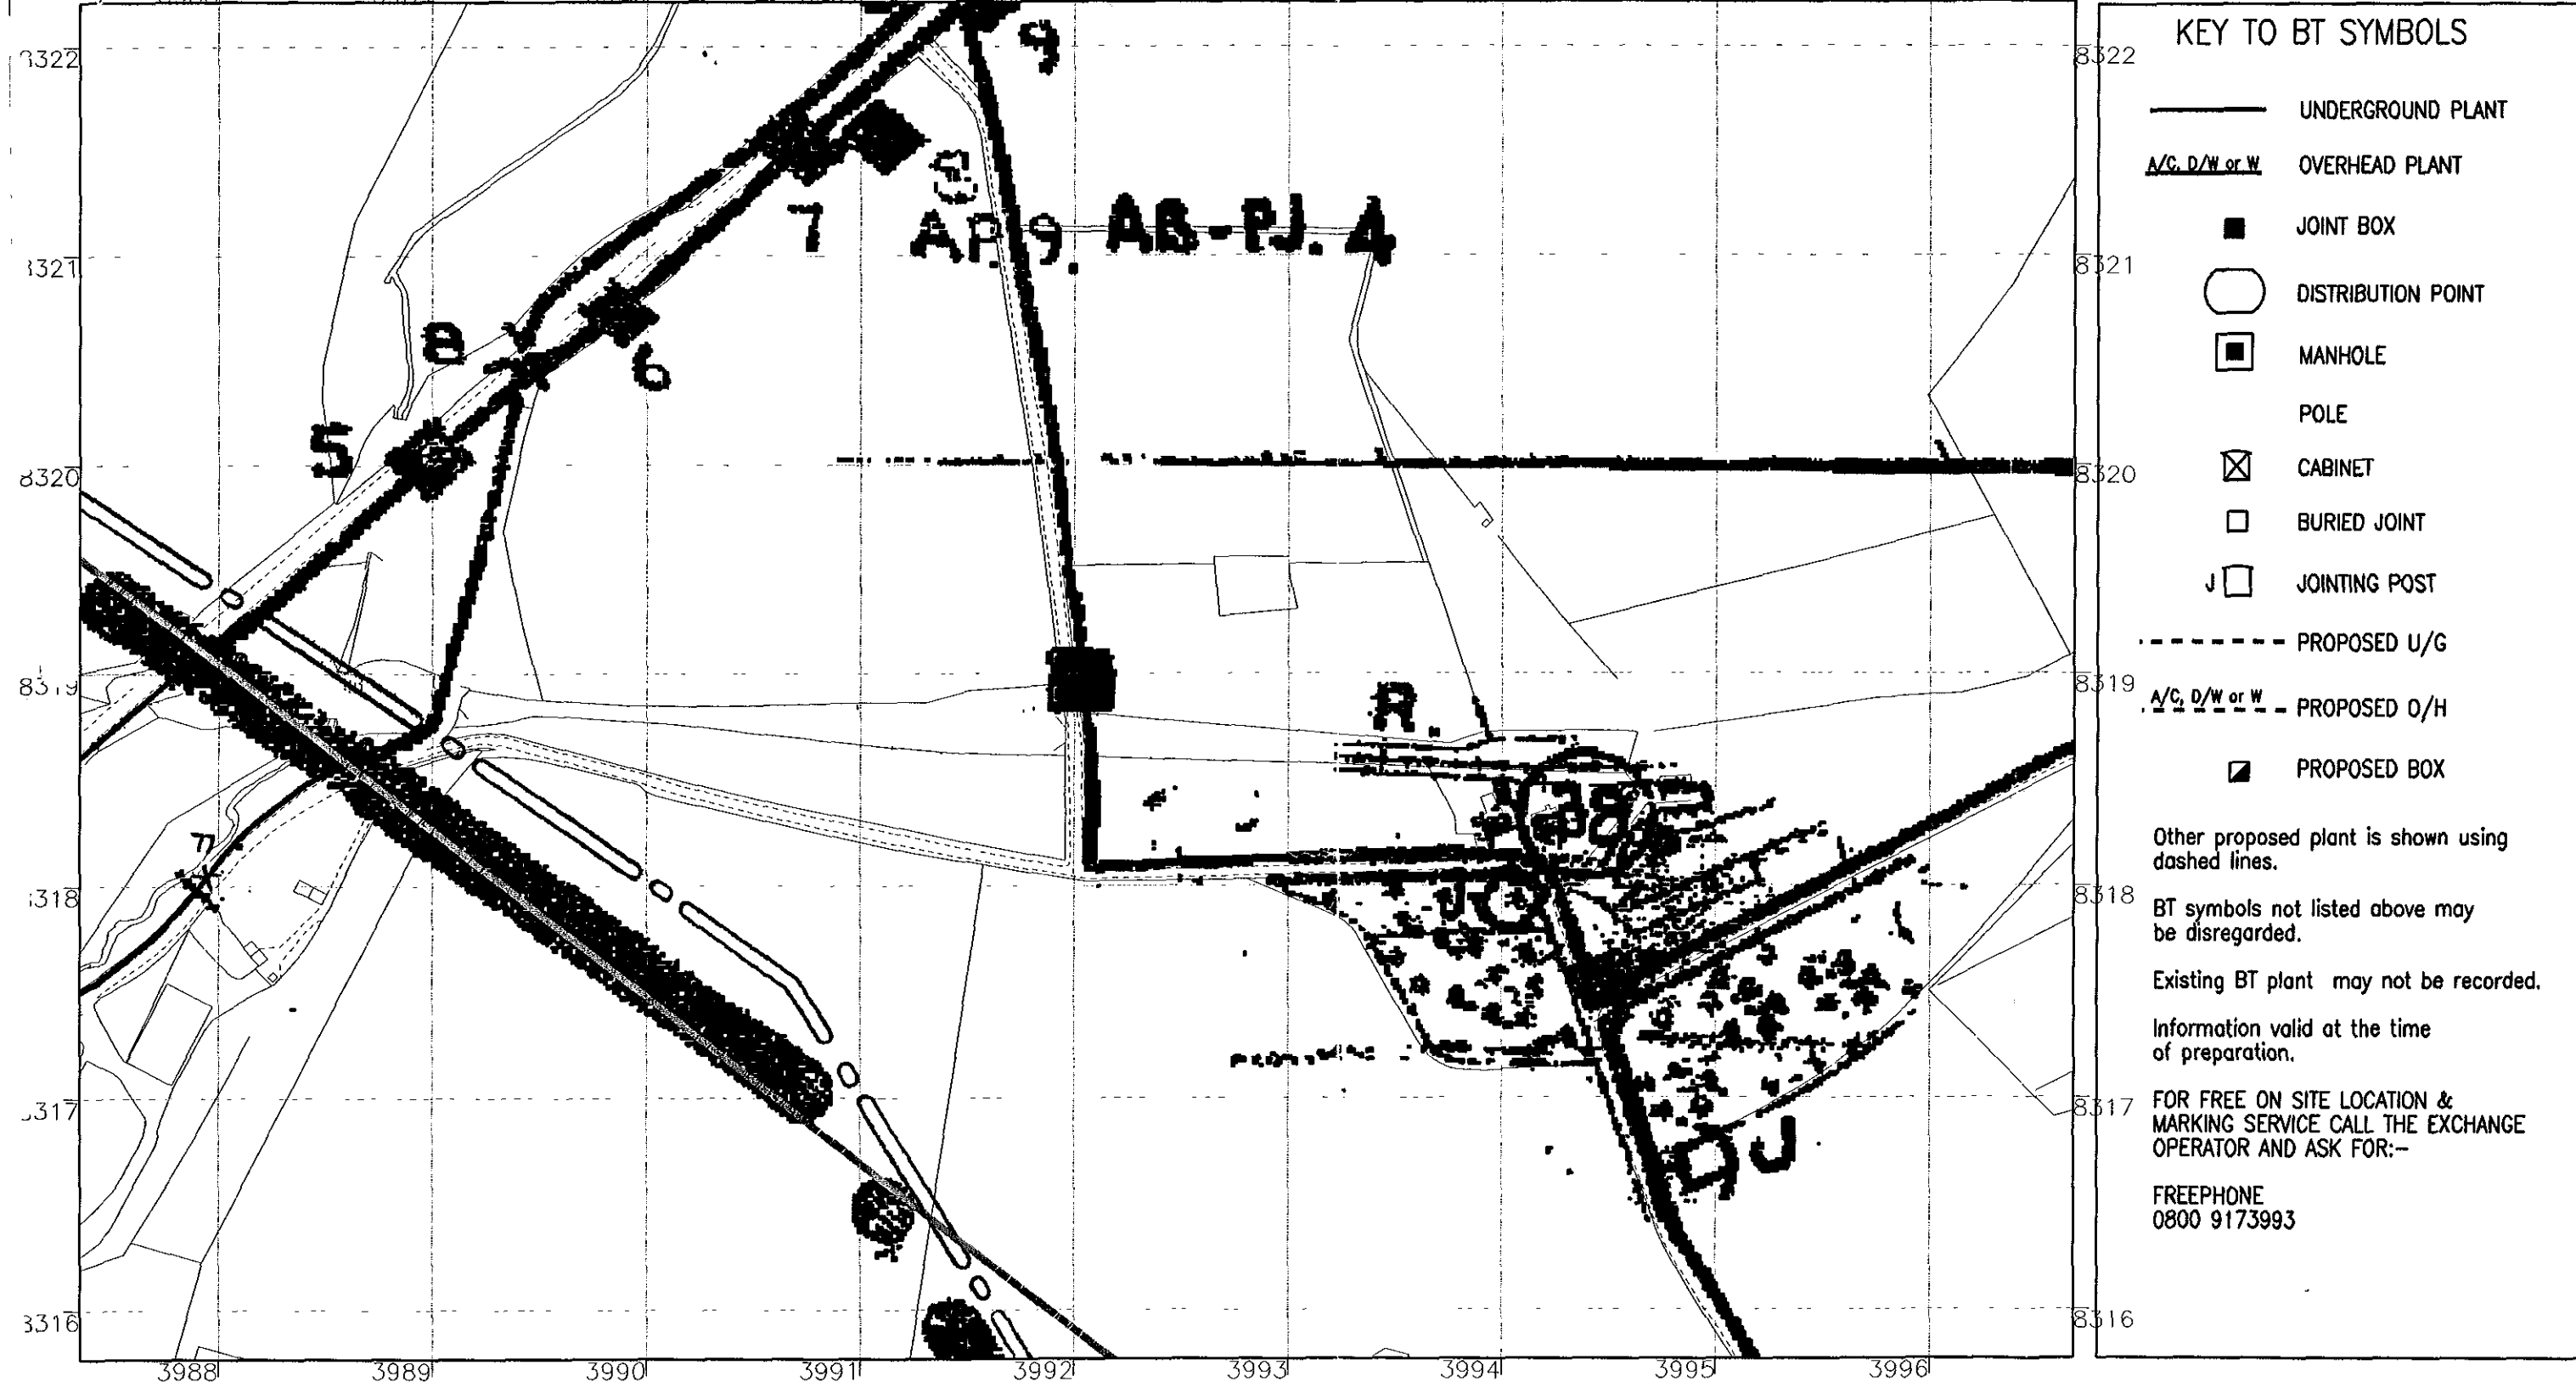 KEY TO BT SYMBOLS
UNDERGROUND PLANT
A/C, D/W or W OVERHEAD PLANT
JOINT BOX
DISTRIBUTION POINT
MANHOLE
POLE
CABINET
BURIED JOINT
J JOINTING POST
PROPOSED U/G
A/C, D/W or W PROPOSED O/H
PROPOSED BOX
Other proposed plant is shown using
dashed lines.
BT symbols not listed above may
be disregarded.
Existing BT plant may not be recorded.
Information valid at the time
of preparation.
FOR FREE ON SITE LOCATION &
MARKING SERVICE CALL THE EXCHANGE
OPERATOR AND ASK FOR:-
FREEPHONE
0800 9173993
8322
8321
8320
8320
8319
8318
8317
8316
9
7
AP. 9. AB-PJ. 4
8
6
5
R.
7
J
DJ
3988 3989 3990 3991 3992 3993 3994 3995 3996